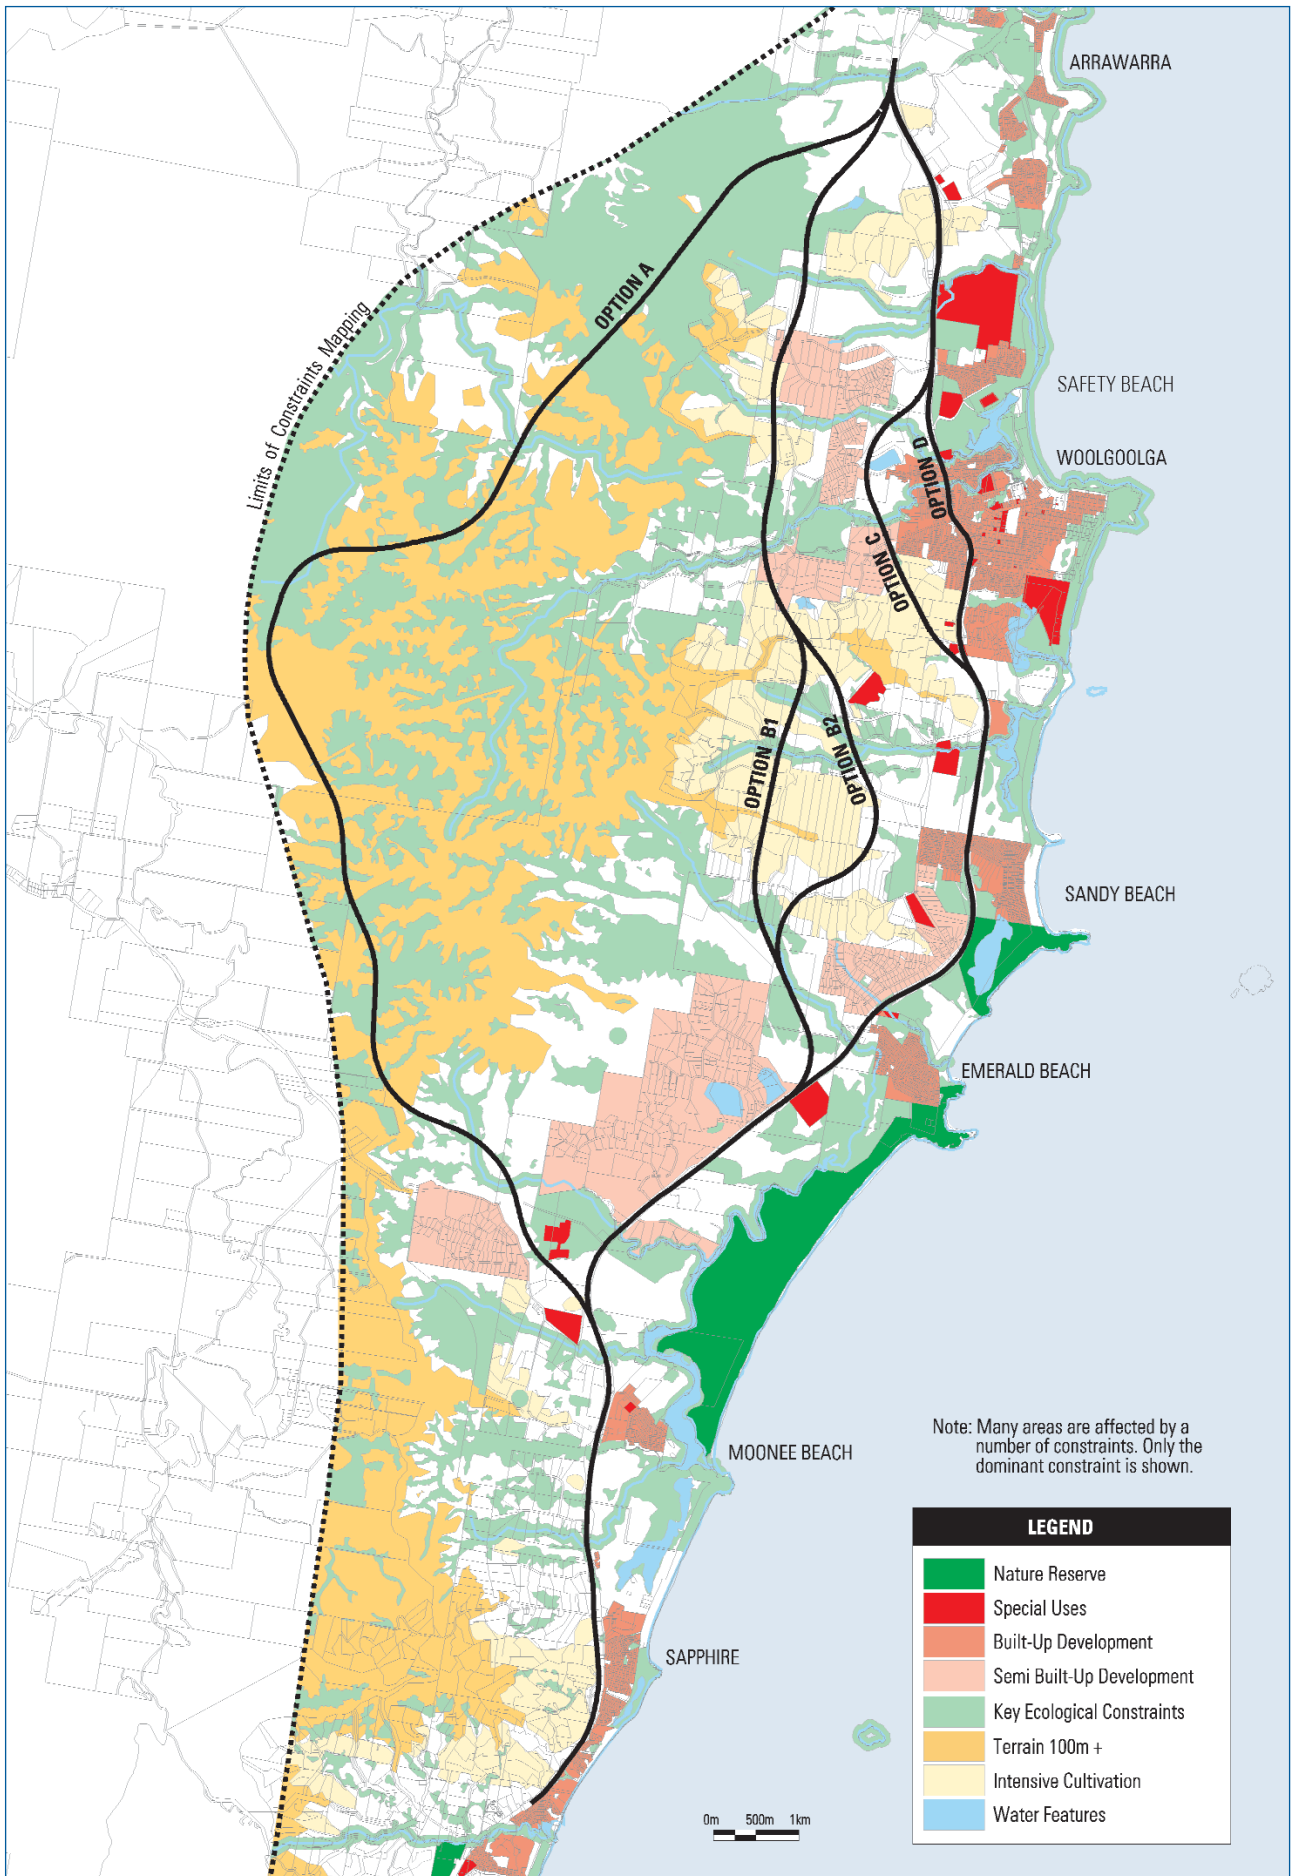 ARRAWARRA
OPTION A
Limits of Constraints Mapping
SAFETY BEACH
WOOLGOOLGA
OPTION D
OPTION C
OPTION B1
OPTION B2
SANDY BEACH
EMERALD BEACH
MOONEE BEACH
Note: Many areas are affected by a
number of constraints. Only the
dominant constraint is shown.
LEGEND
Nature Reserve
Special Uses
Built-Up Development
Semi Built-Up Development
Key Ecological Constraints
Terrain 100m +
Intensive Cultivation
Water Features
SAPPHIRE
0m 500m 1km